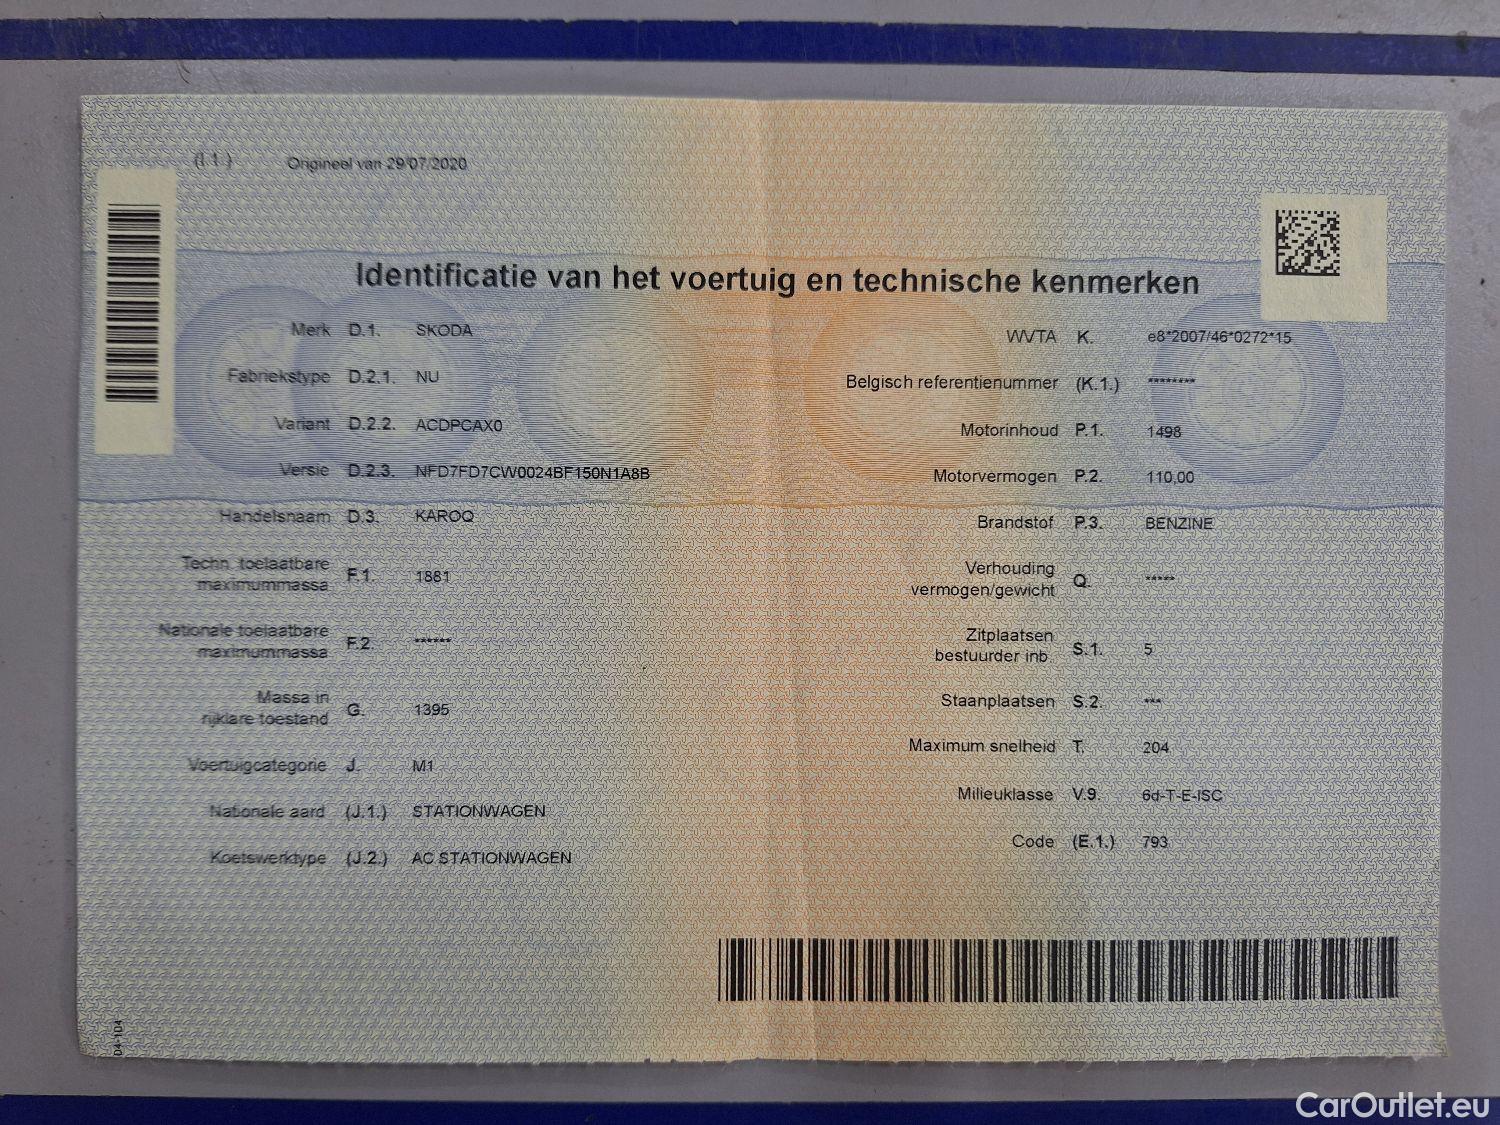 (I.1.) Origineel van 29/07/2020
Identificatie van het voertuig en technische kenmerken
Merk D.1. SKODA
Fabriekstype D.2.1. NU
Variant D.2.2. ACDPCAX0
Versie D.2.3. NFD7FD7CW0024BF150N1A8B
Handelsnaam D.3. KAROQ
Techn. toelaatbare
maximummassa F.1. 1881
Nationale toelaatbare
maximummassa F.2. ******
Massa in
rijklare toestand G. 1395
Voertuigcategorie J. M1
Nationale aard (J.1.) STATIONWAGEN
Koetswerktype (J.2.) AC STATIONWAGEN
WVTA K. e8*2007/46*0272*15
Belgisch referentienummer (K.1.) ********
Motorinhoud P.1. 1498
Motorvermogen P.2. 110,00
Brandstof P.3. BENZINE
Verhouding
vermogen/gewicht Q. *****
Zitplaatsen
bestuurder inb. S.1. 5
Staanplaatsen S.2. ***
Maximum snelheid T. 204
Milieuklasse V.9. 6d-T-E-ISC
Code (E.1.) 793
D4-1D4
CarOutlet.eu